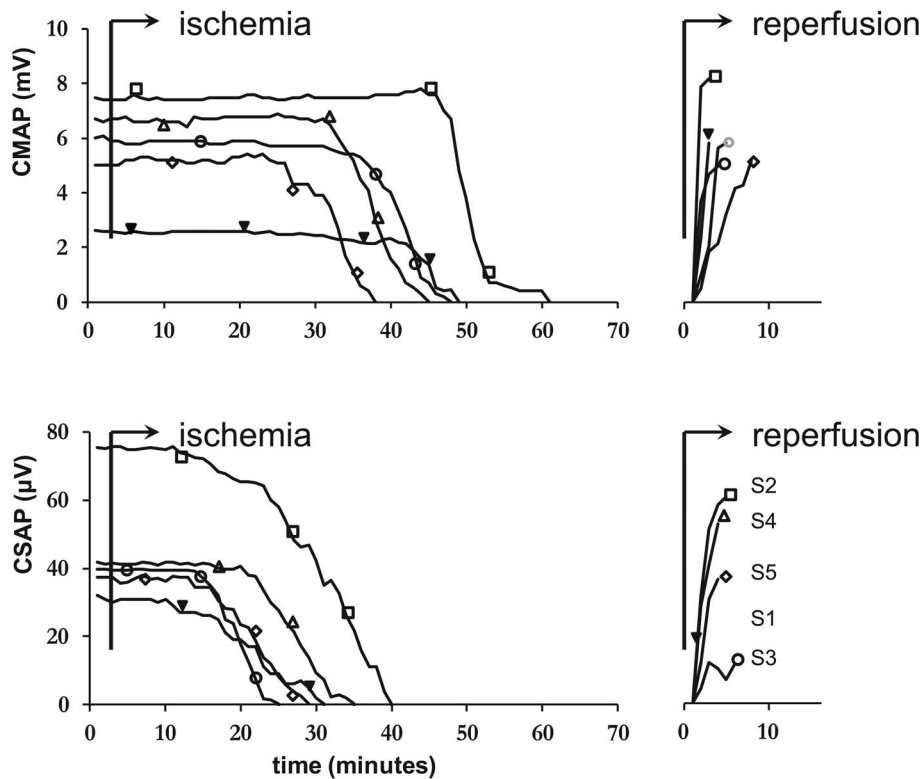 ischemia
reperfusion
CMAP (mV)
10
8
6
4
2
0
0 10 20 30 40 50 60 70
0 10
ischemia
reperfusion
CSAP (μV)
80
60
40
20
0
S2
S4
S5
S1
S3
0 10 20 30 40 50 60 70
0 10
time (minutes)